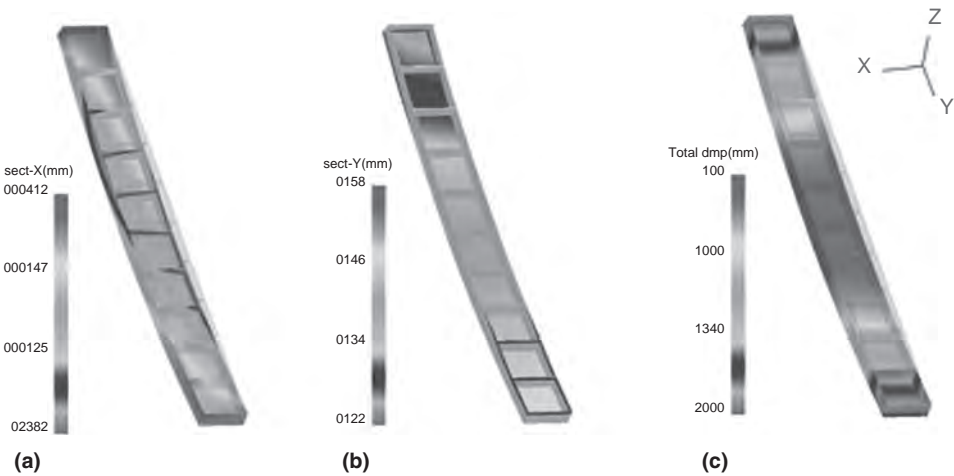 Z
X
Y
sect-X(mm)
000412
000147
000125
02382
(a)
sect-Y(mm)
0158
0146
0134
0122
(b)
Total dmp(mm)
100
1000
1340
2000
(c)